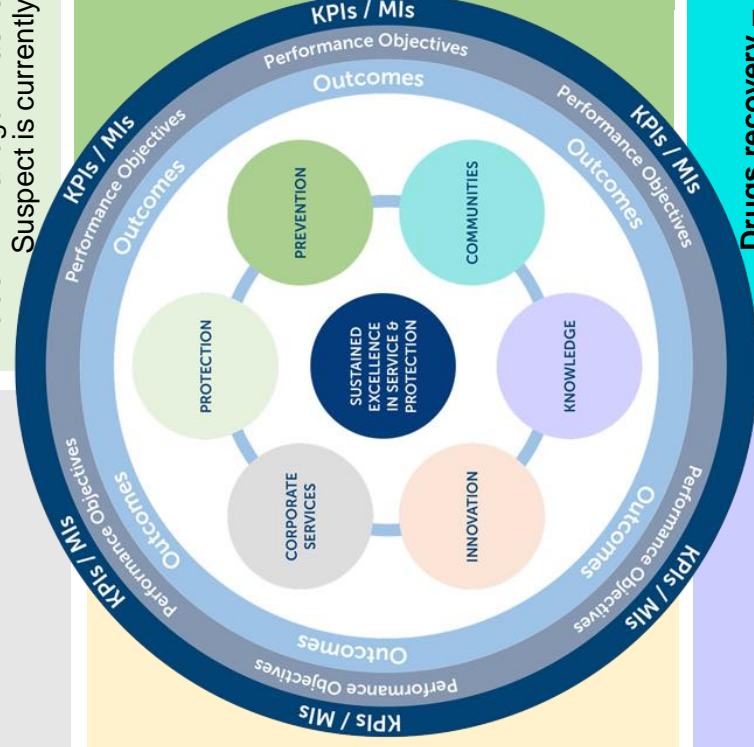 Suspect is currently
KPIs / MIs
Performance Objectives
Outcomes
KPIs / MIs
Performance Objectives
Outcomes
KPIs / MIs
Performance Objectives
Outcomes
KPIs / MIs
Performance Objectives
Outcomes
KPIs / MIs
Performance Objectives
Outcomes
KPIs / MIs
Performance Objectives
Outcomes
PROTECTION
PREVENTION
CORPORATE
SERVICES
SUSTAINED
EXCELLENCE
IN SERVICE &
PROTECTION
COMMUNITIES
INNOVATION
KNOWLEDGE
Drugs recovery –